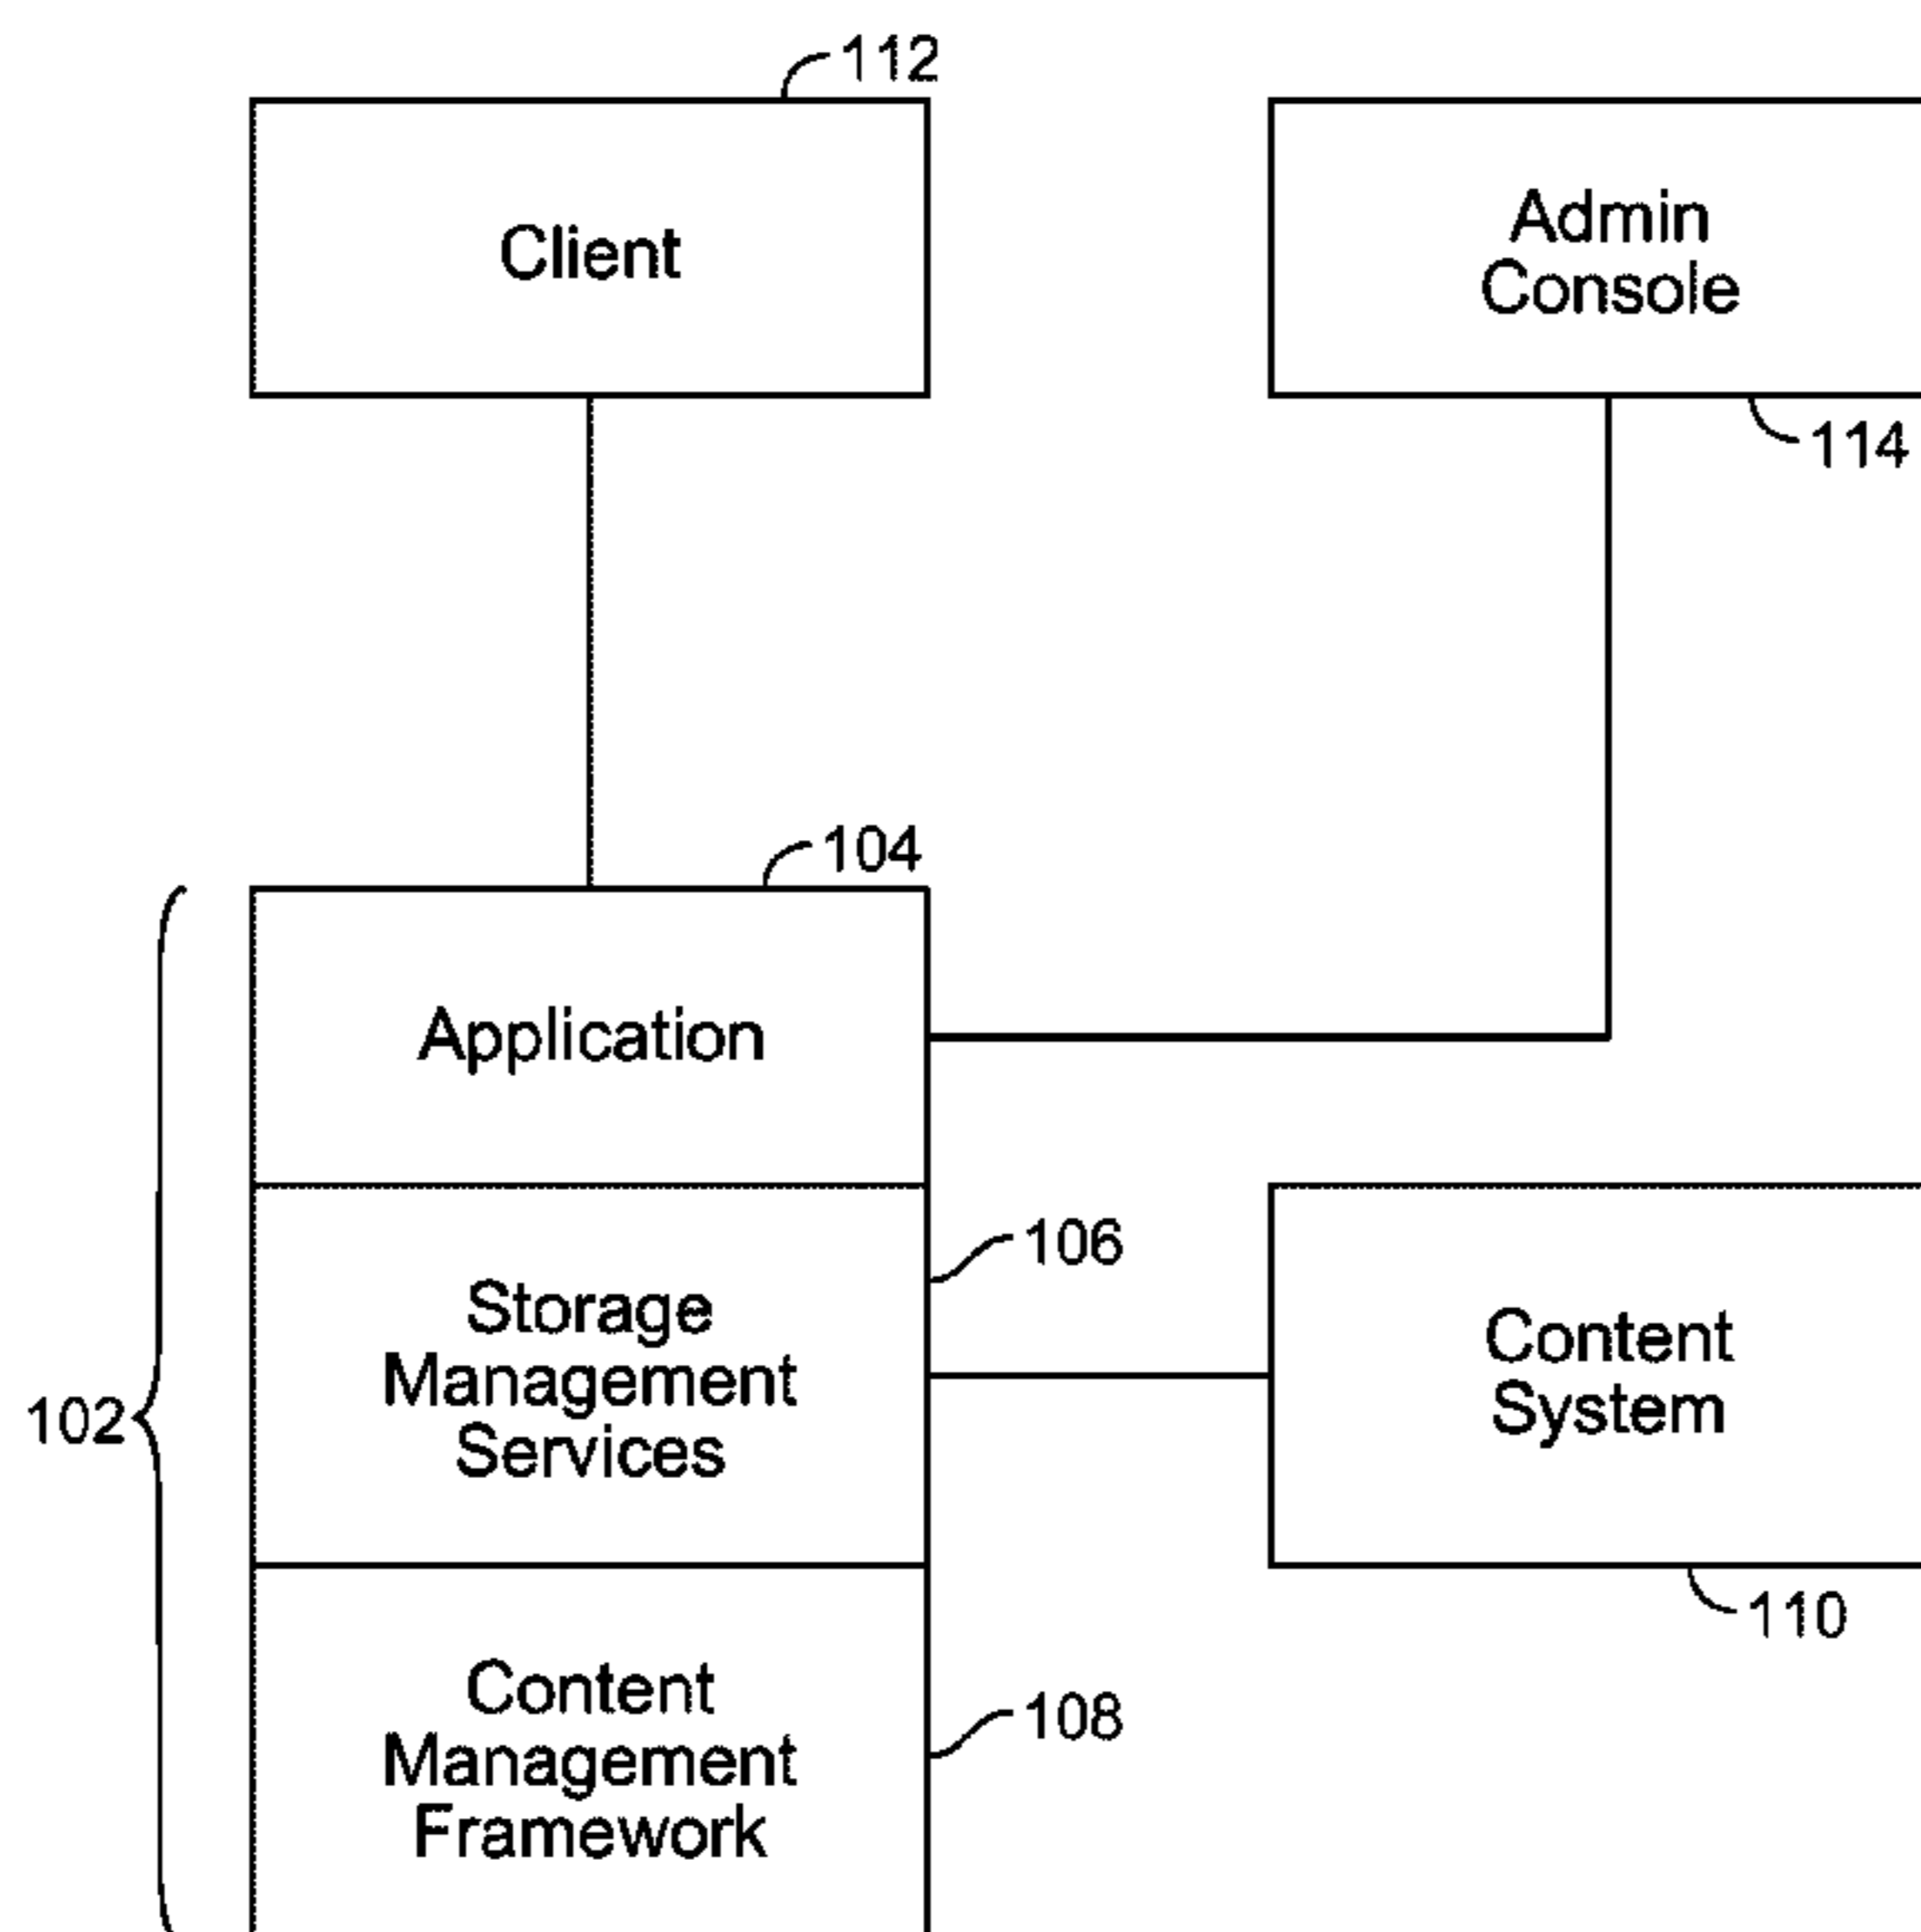 112
Client
Admin
Console
114
104
Application
106
Storage
Management
Services
Content
System
102
110
Content
Management
Framework
108